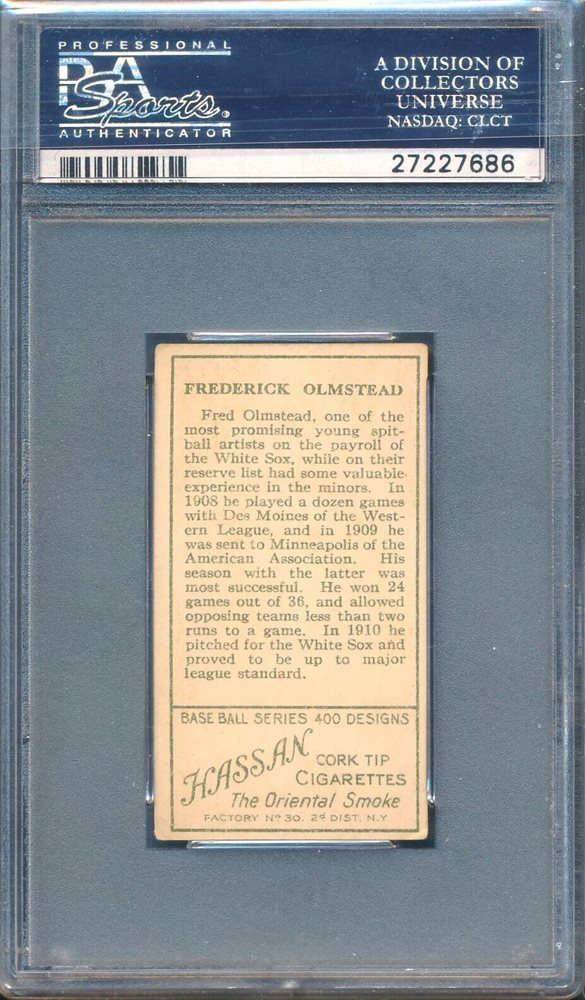 PROFESSIONAL
PSA
Sports.
AUTHENTICATOR
A DIVISION OF
COLLECTORS
UNIVERSE
NASDAQ: CLCT
27227686
FREDERICK OLMSTEAD
Fred Olmstead, one of the
most promising young spit-
ball artists on the payroll of
the White Sox, while on their
reserve list had some valuable
experience in the minors. In
1908 he played a dozen games
with Des Moines of the West-
ern League, and in 1909 he
was sent to Minneapolis of the
American Association. His
season with the latter was
most successful. He won 24
games out of 36, and allowed
opposing teams less than two
runs to a game. In 1910 he
pitched for the White Sox and
proved to be up to major
league standard.
BASE BALL SERIES 400 DESIGNS
HASSAN CORK TIP
CIGARETTES
The Oriental Smoke
FACTORY Nº 30. 2ᵈ DIST. N.Y.